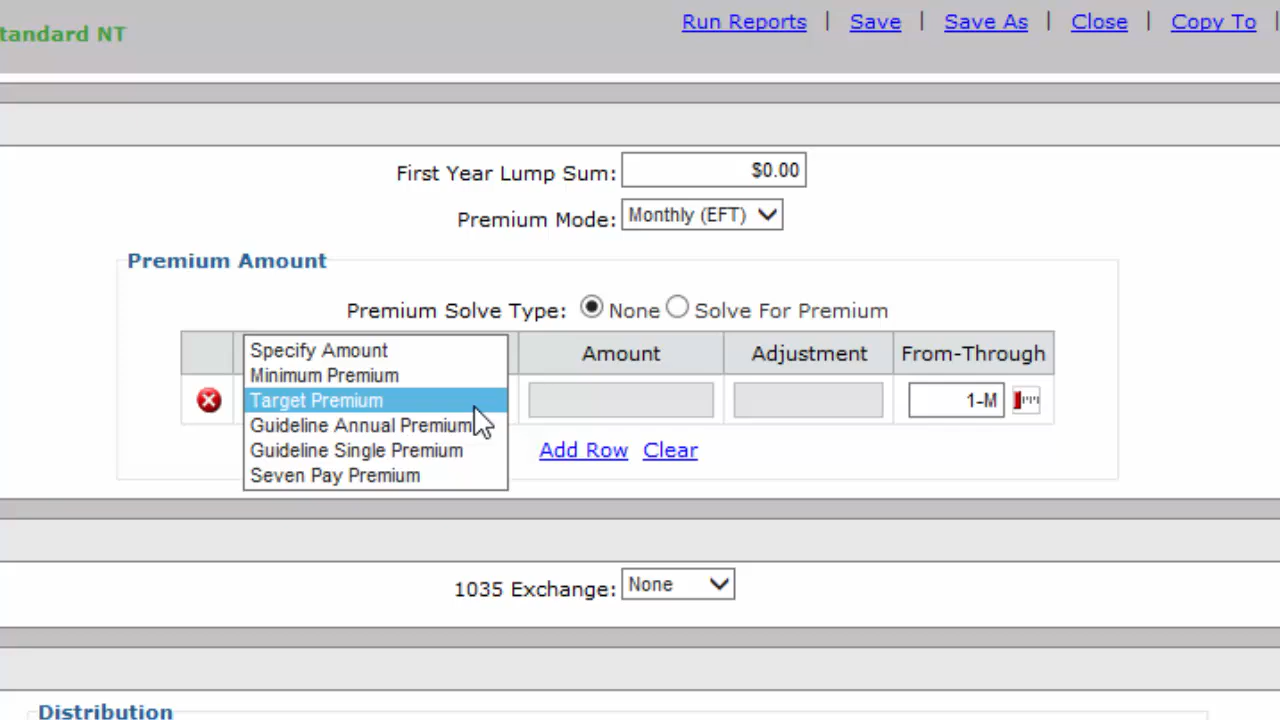 tandard NT
Run Reports | Save | Save As | Close | Copy To |
First Year Lump Sum: $0.00
Premium Mode: Monthly (EFT)
Premium Amount
Premium Solve Type: None Solve For Premium
Amount Adjustment From-Through
Specify Amount
Minimum Premium
Target Premium 1-M
Guideline Annual Premium
Guideline Single Premium
Seven Pay Premium
Add Row Clear
1035 Exchange: None
Distribution